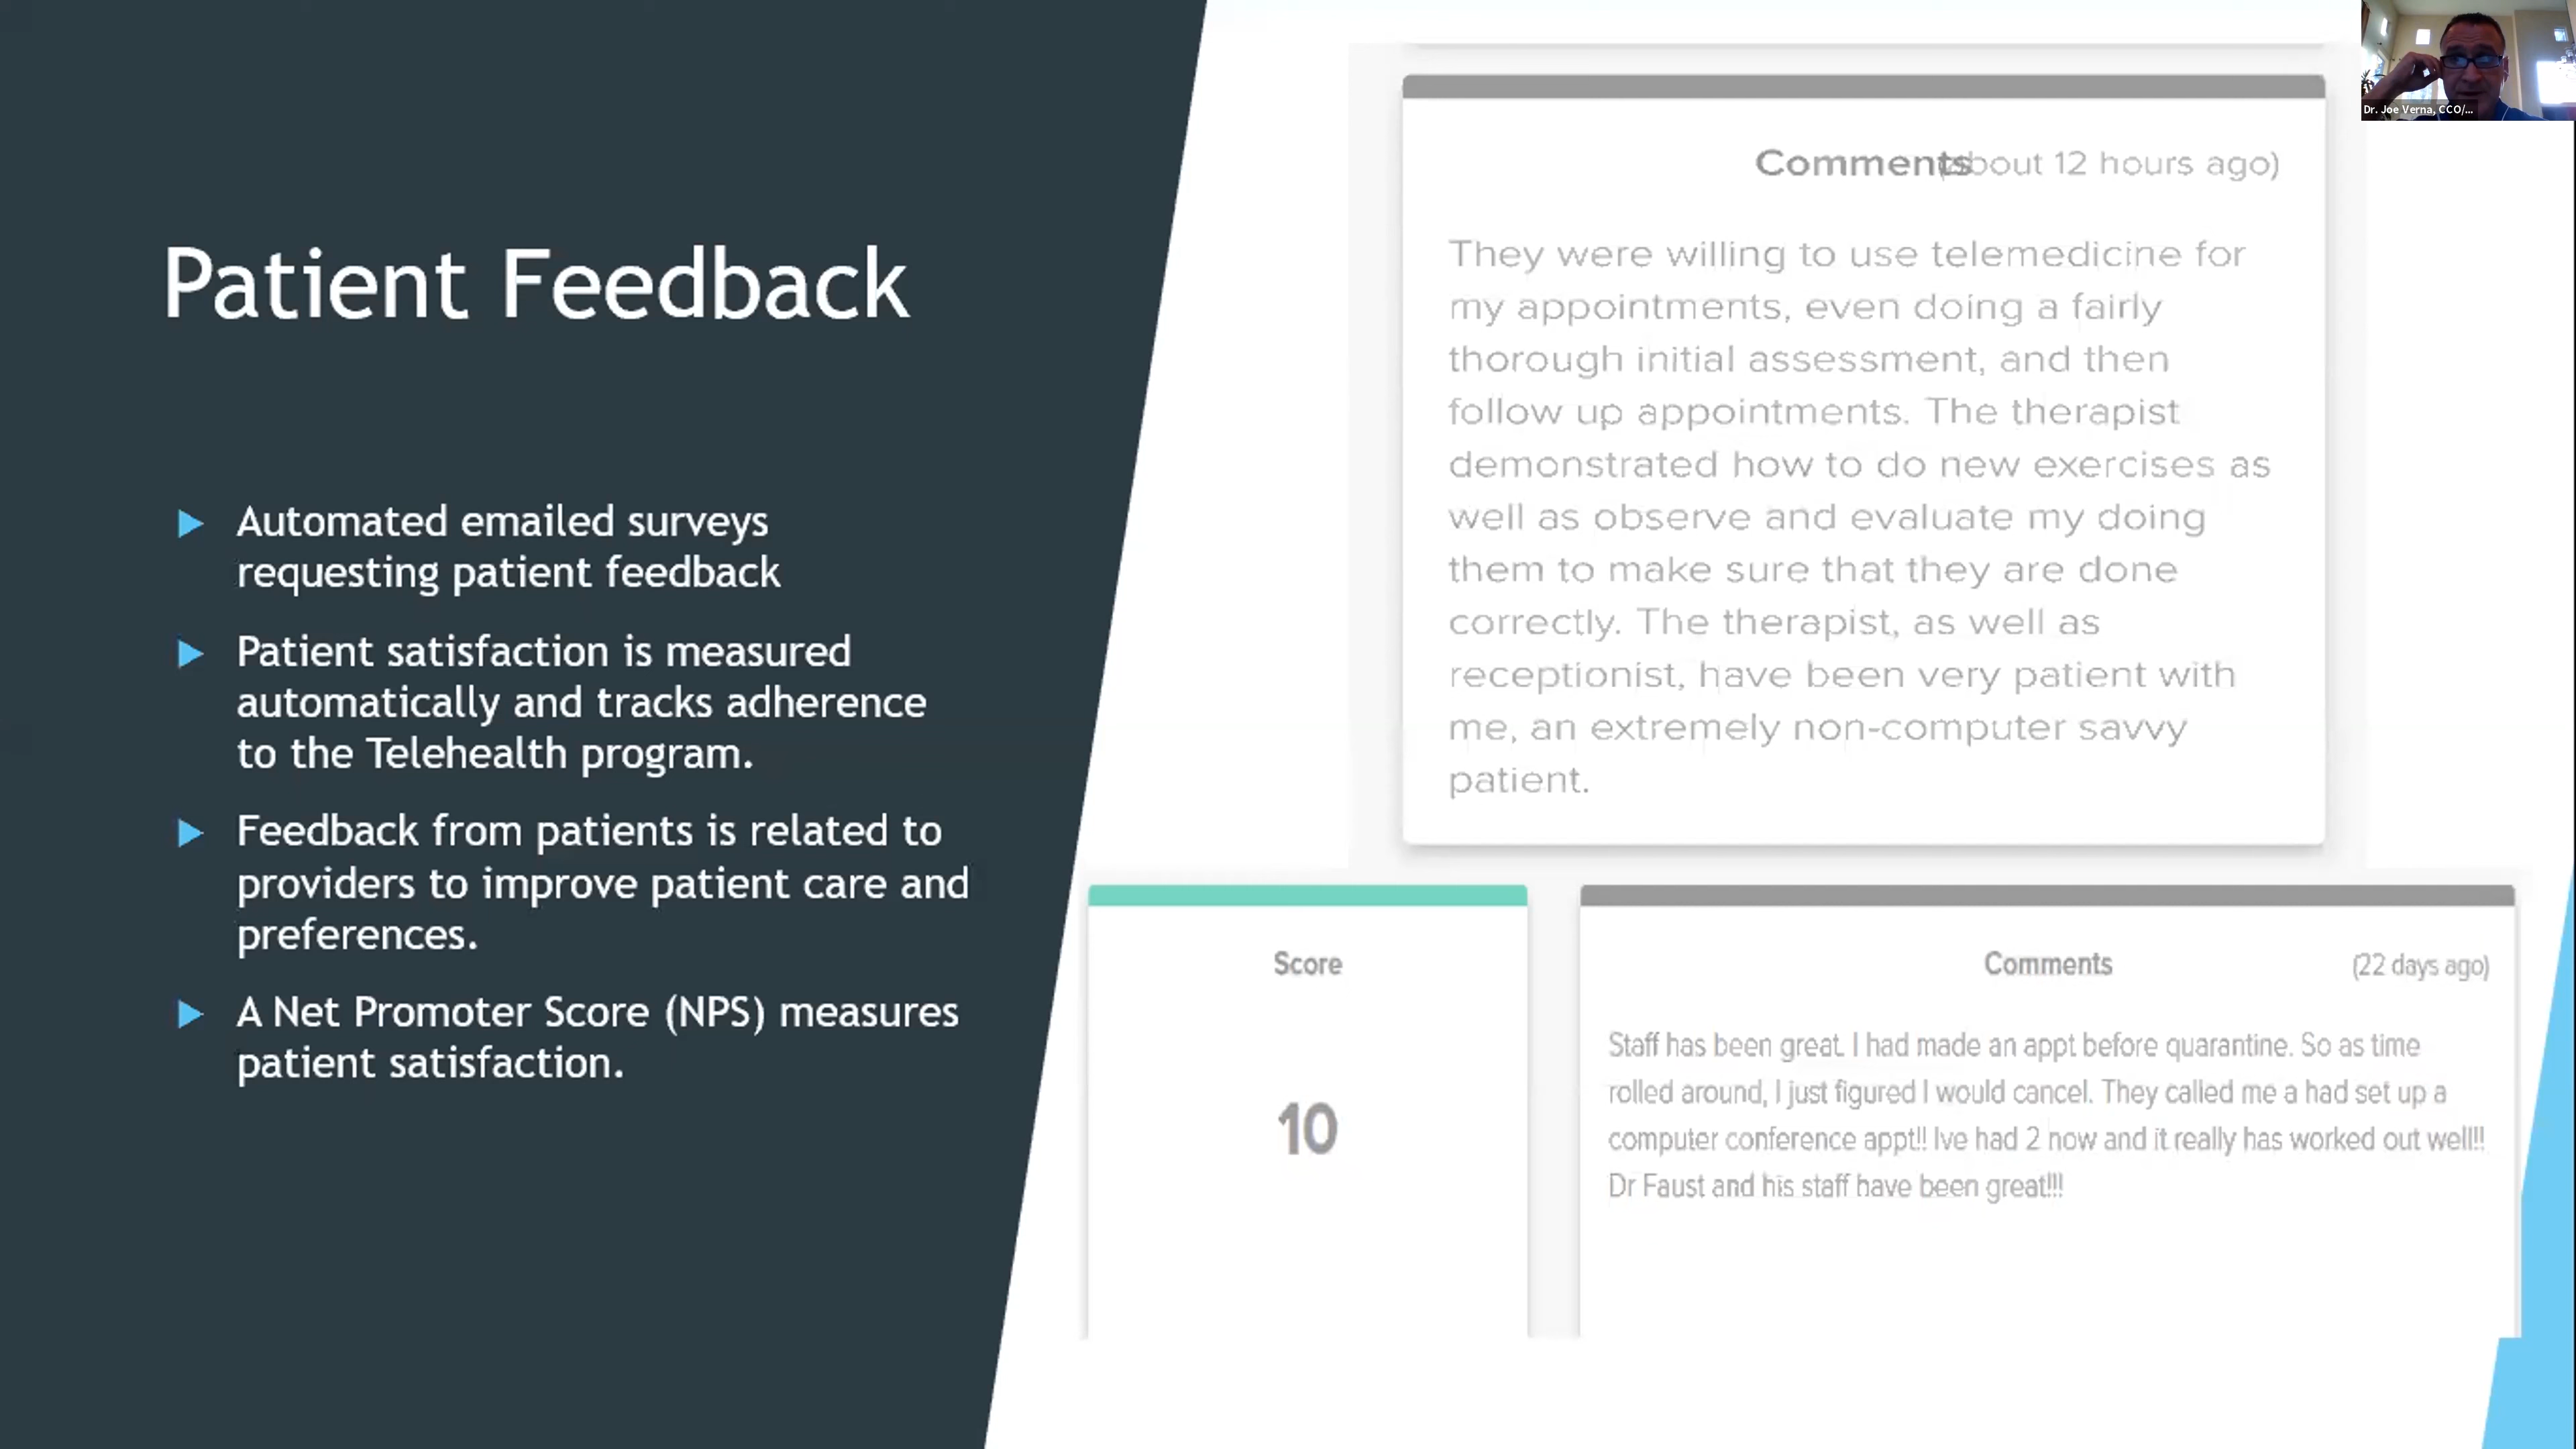 Patient Feedback
Automated emailed surveys
requesting patient feedback
Patient satisfaction is measured
automatically and tracks adherence
to the Telehealth program.
Feedback from patients is related to
providers to improve patient care and
preferences.
A Net Promoter Score (NPS) measures
patient satisfaction.
Dr. Joe Verna, CCO/...
Comments (about 12 hours ago)
They were willing to use telemedicine for
my appointments, even doing a fairly
thorough initial assessment, and then
follow up appointments. The therapist
demonstrated how to do new exercises as
well as observe and evaluate my doing
them to make sure that they are done
correctly. The therapist, as well as
receptionist, have been very patient with
me, an extremely non-computer savvy
patient.
Score
10
Comments (22 days ago)
Staff has been great. I had made an appt before quarantine. So as time
rolled around, I just figured I would cancel. They called me a had set up a
computer conference appt!! Ive had 2 now and it really has worked out well!!
Dr Faust and his staff have been great!!!